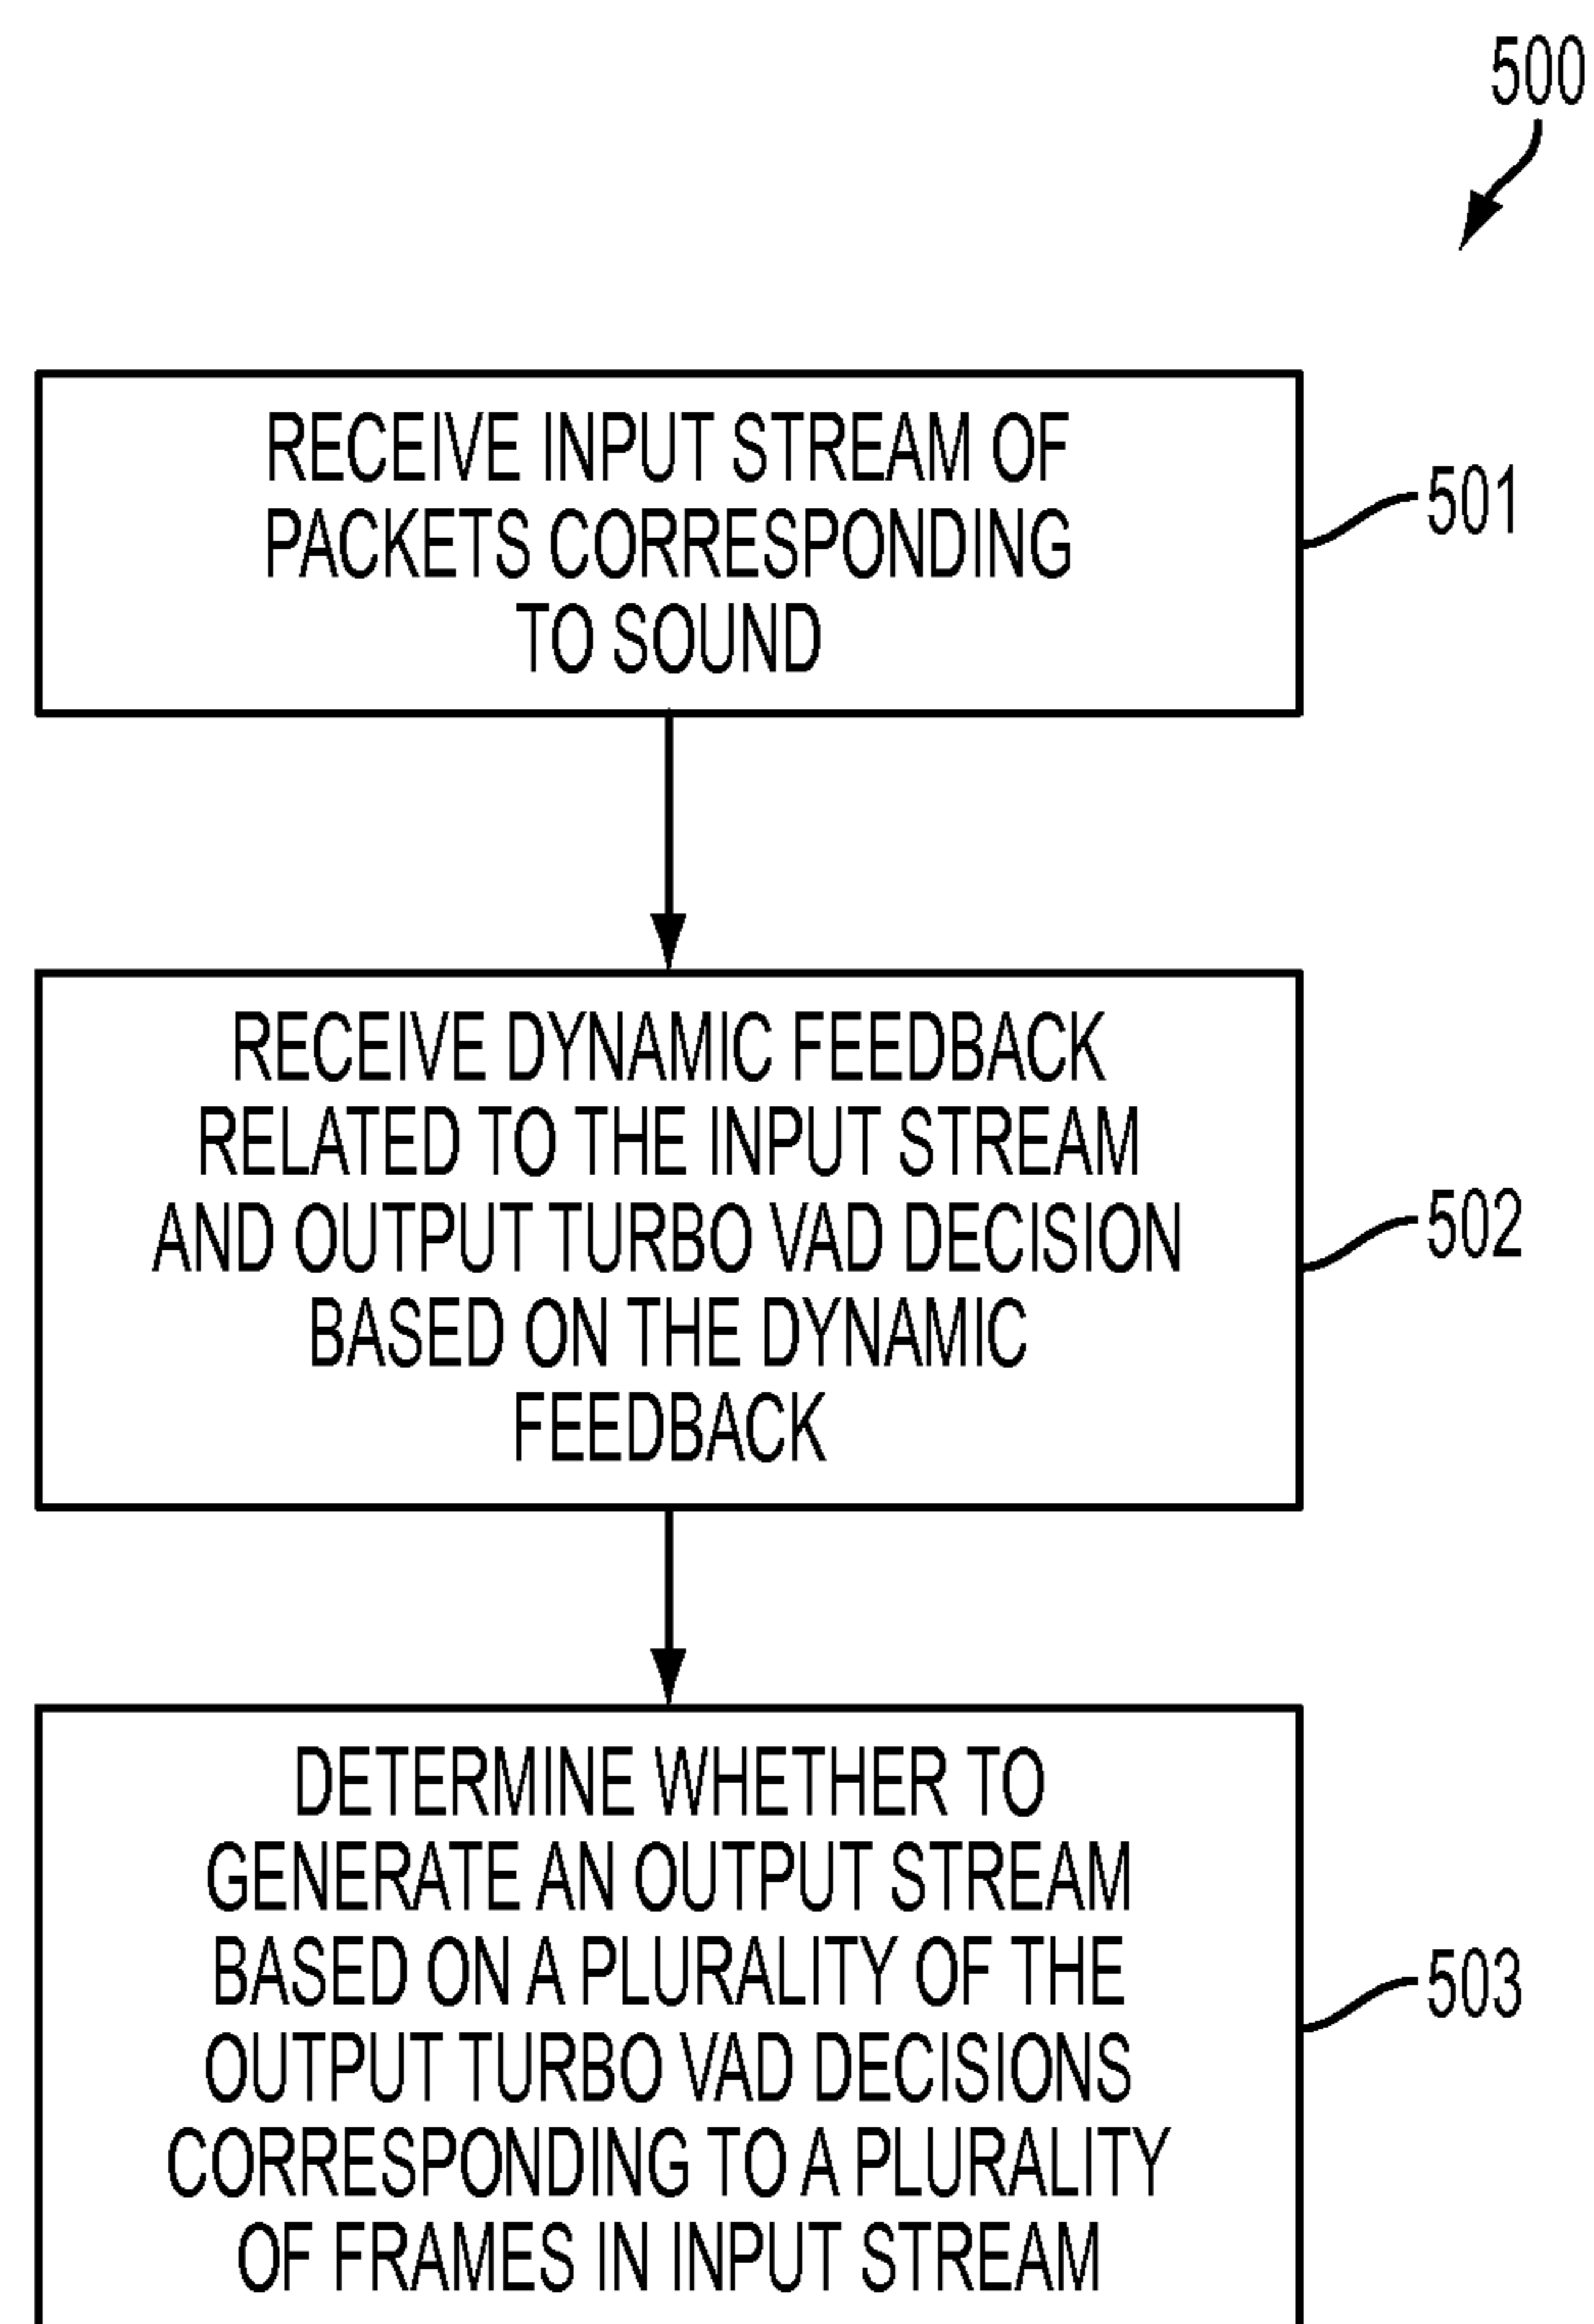 500
RECEIVE INPUT STREAM OF
PACKETS CORRESPONDING
TO SOUND
501
RECEIVE DYNAMIC FEEDBACK
RELATED TO THE INPUT STREAM
AND OUTPUT TURBO VAD DECISION
BASED ON THE DYNAMIC
FEEDBACK
502
DETERMINE WHETHER TO
GENERATE AN OUTPUT STREAM
BASED ON A PLURALITY OF THE
OUTPUT TURBO VAD DECISIONS
CORRESPONDING TO A PLURALITY
OF FRAMES IN INPUT STREAM
503